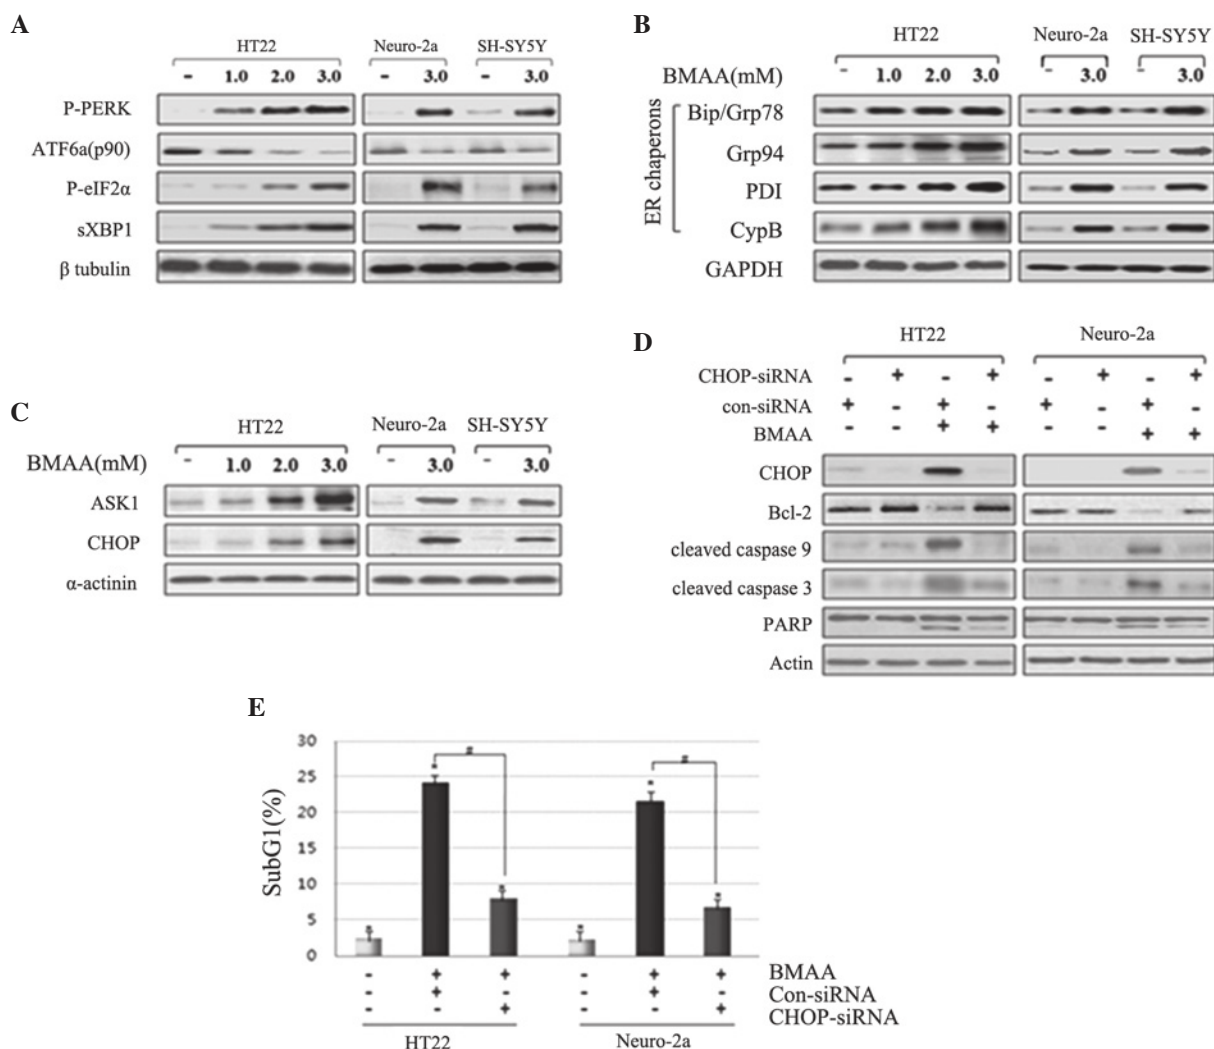 A
HT22 Neuro-2a SH-SY5Y
- 1.0 2.0 3.0 - 3.0 - 3.0
P-PERK
ATF6a(p90)
P-eIF2α
sXBP1
β tubulin
B
HT22 Neuro-2a SH-SY5Y
BMAA(mM) - 1.0 2.0 3.0 - 3.0 - 3.0
ER chaperons
Bip/Grp78
Grp94
PDI
CypB
GAPDH
C
HT22 Neuro-2a SH-SY5Y
BMAA(mM) - 1.0 2.0 3.0 - 3.0 - 3.0
ASK1
CHOP
α-actinin
D
HT22 Neuro-2a
CHOP-siRNA - + - + - + - +
con-siRNA + - + - + - + -
BMAA - - + + - - + +
CHOP
Bcl-2
cleaved caspase 9
cleaved caspase 3
PARP
Actin
E
SubG1(%)
30
25
20
15
10
5
0
* * * # * * * #
- + + - + + BMAA
- + - - + - Con-siRNA
- - + - - + CHOP-siRNA
HT22 Neuro-2a